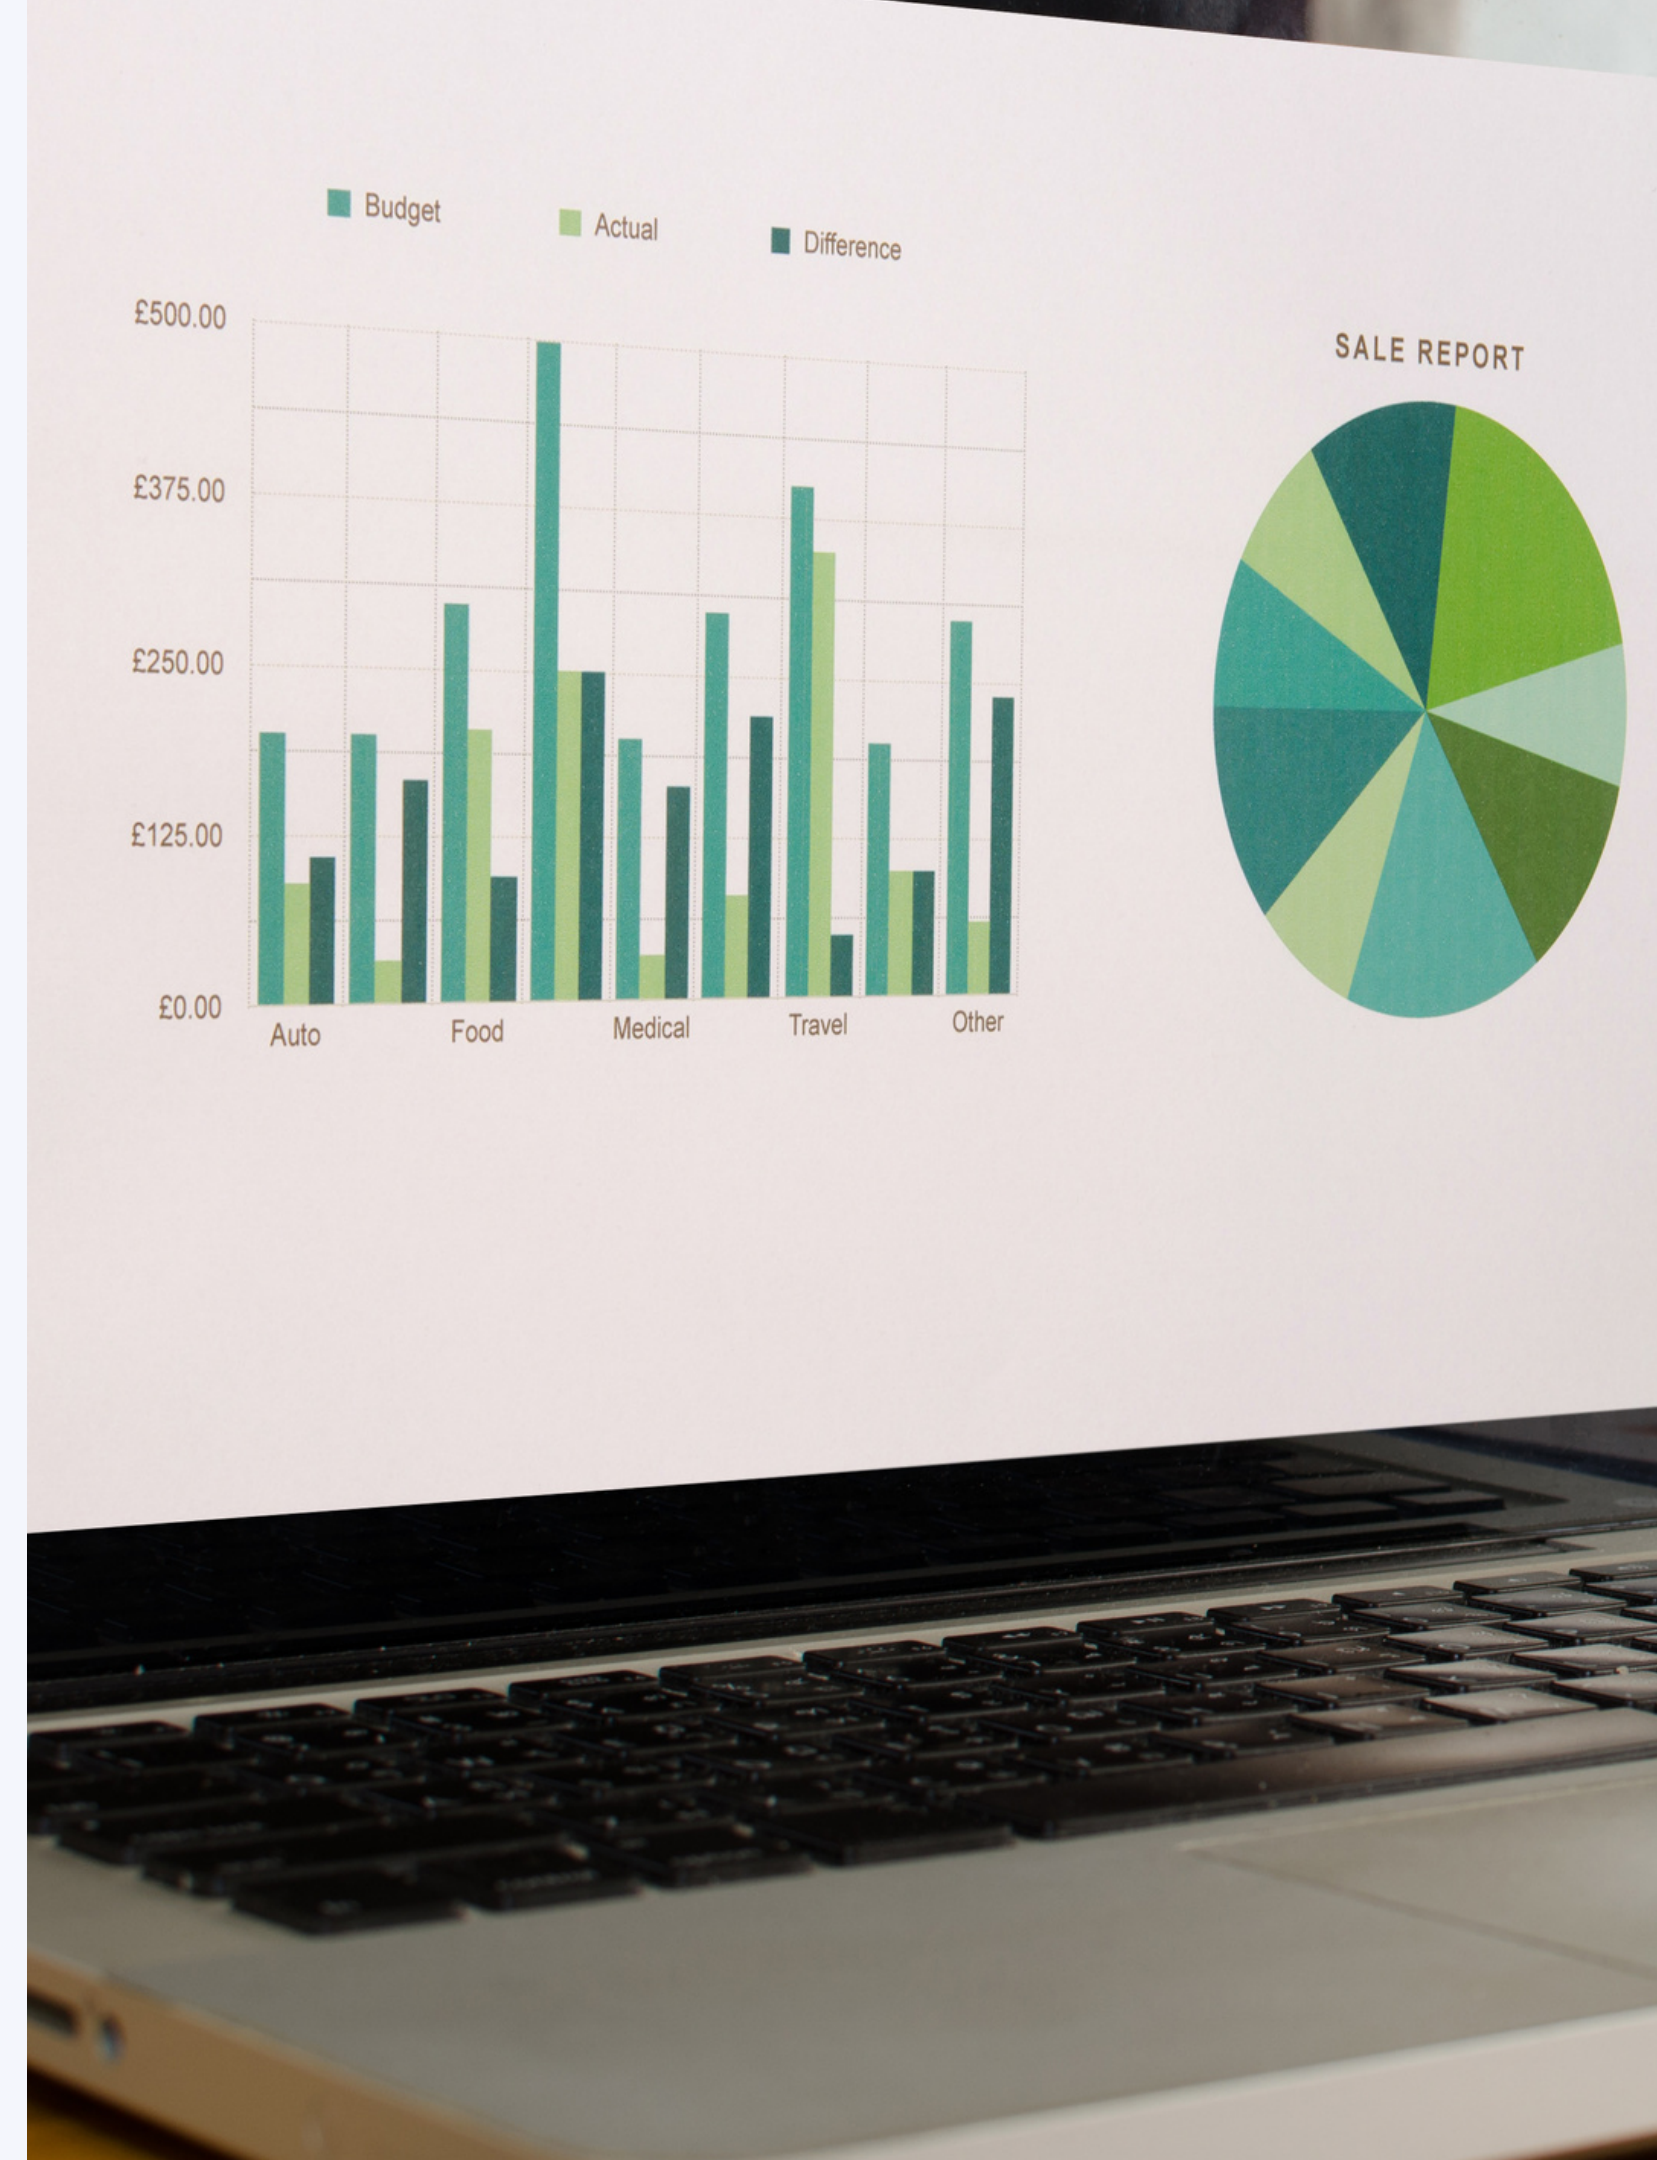 Budget
Actual
Difference
£500.00
£375.00
£250.00
£125.00
£0.00
Auto
Food
Medical
Travel
Other
SALE REPORT